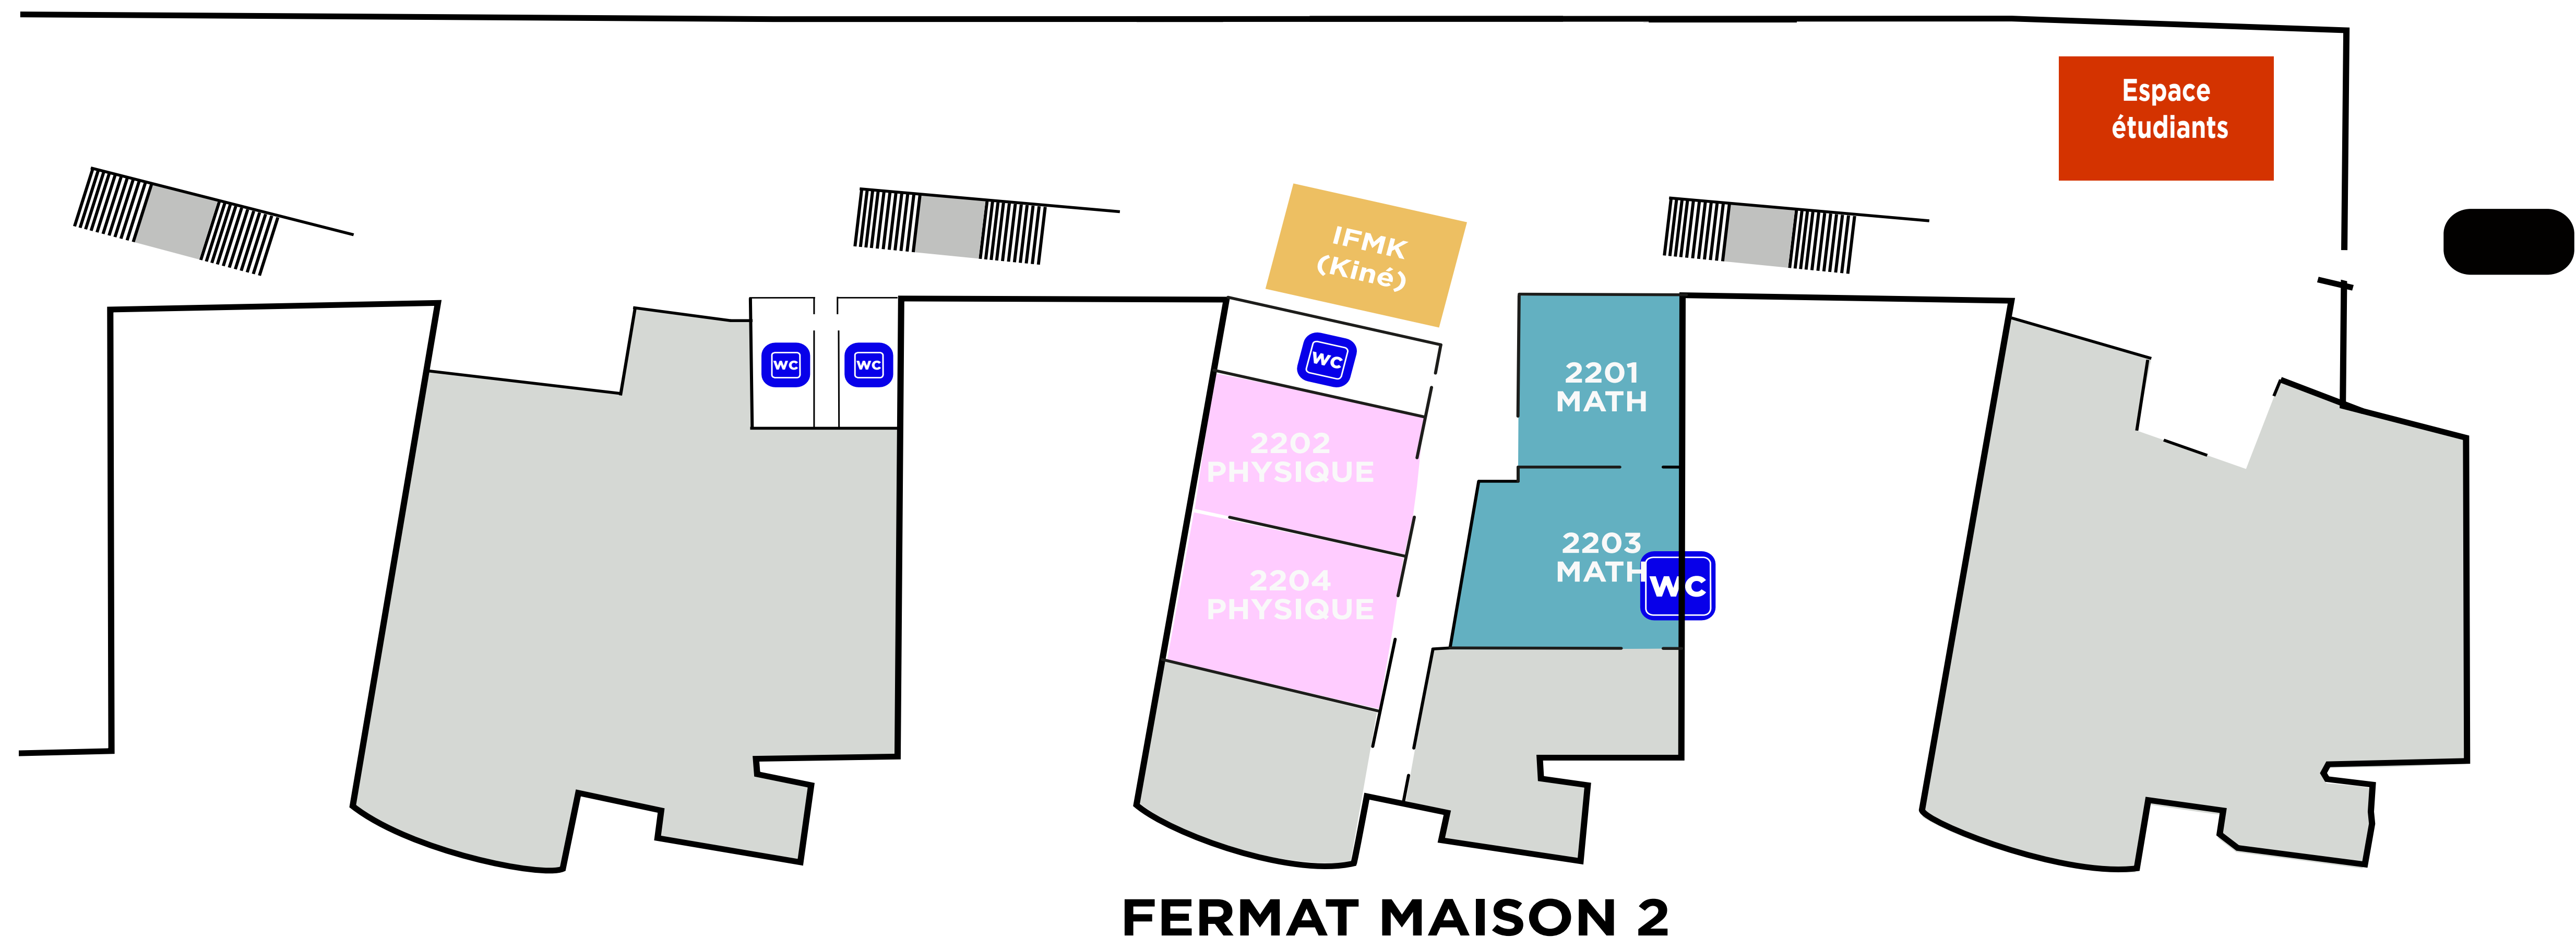 Espace
étudiants
IFMK
(Kiné)
WC
WC
WC
2201
MATH
2202
PHYSIQUE
2203
MATH
WC
2204
PHYSIQUE
FERMAT MAISON 2